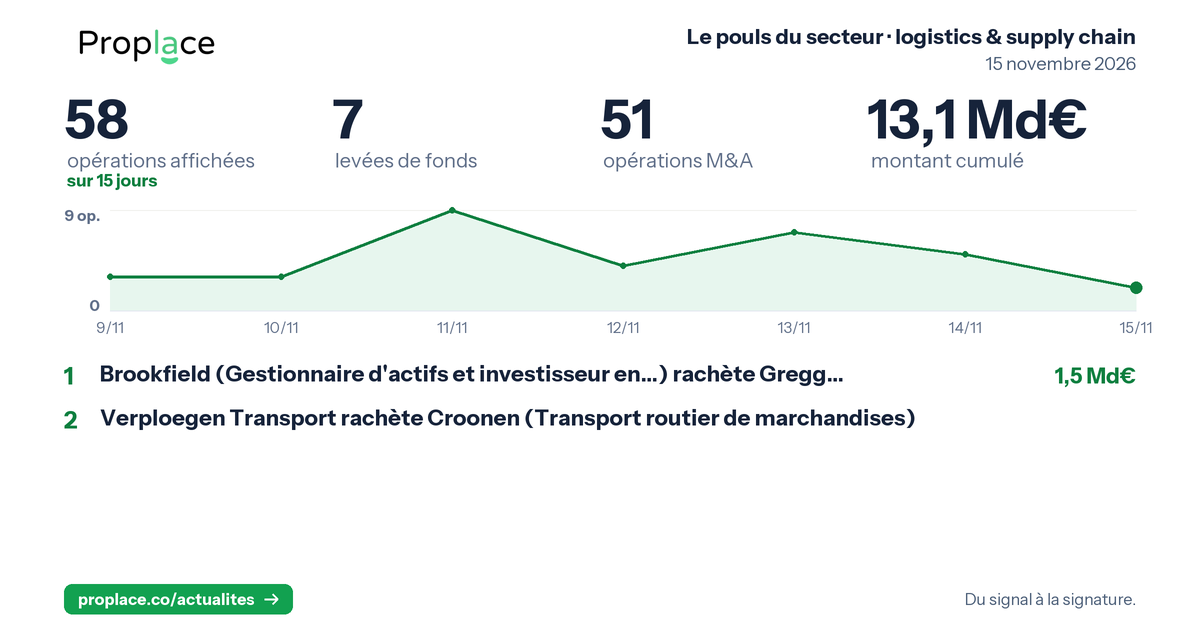 Proplace
Le pouls du secteur · logistics & supply chain
15 novembre 2026
58
opérations affichées
sur 15 jours
7
levées de fonds
51
opérations M&A
13,1 Md€
montant cumulé
9 op.
0
9/11
10/11
11/11
12/11
13/11
14/11
15/11
1 Brookfield (Gestionnaire d'actifs et investisseur en...) rachète Gregg... 1,5 Md€
2 Verploegen Transport rachète Croonen (Transport routier de marchandises)
proplace.co/actualites →
Du signal à la signature.